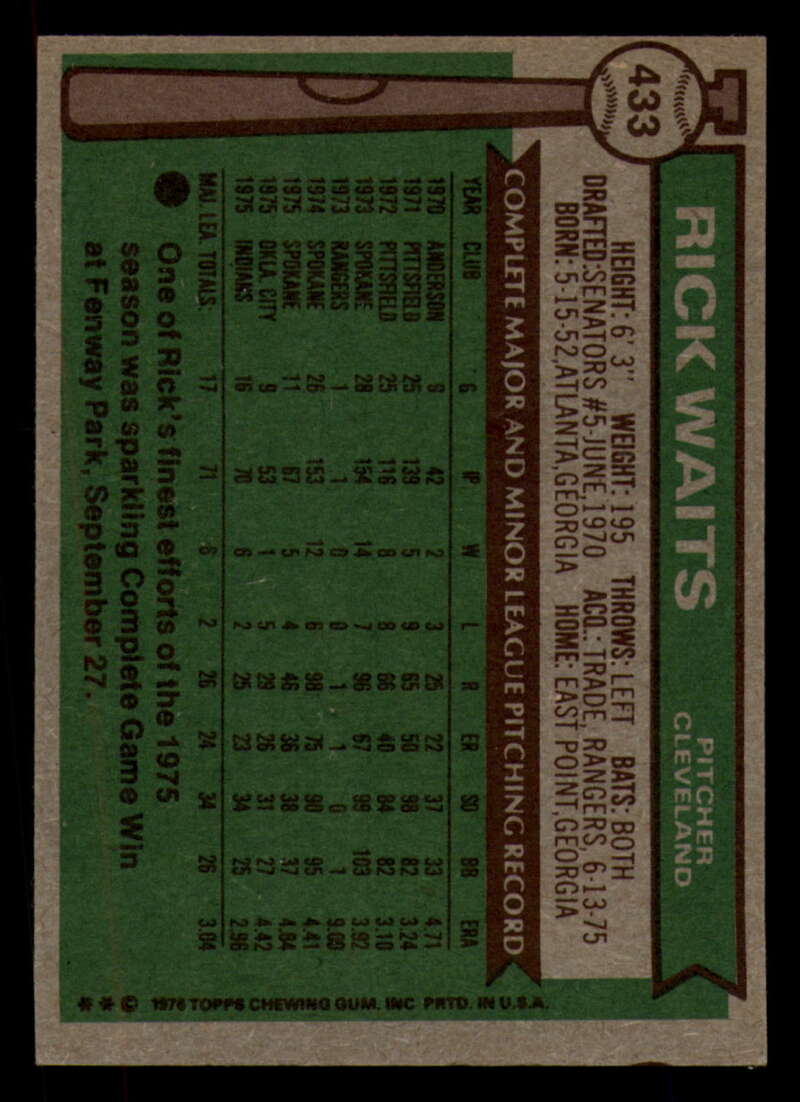 433
RICK WAITS
PITCHER
CLEVELAND
HEIGHT: 6' 3" WEIGHT: 195 THROWS: LEFT BATS: BOTH
DRAFTED: SENATORS #5-JUNE, 1970 ACQ.: TRADE, RANGERS, 6-13-75
BORN: 5-15-52, ATLANTA, GEORGIA HOME: EAST POINT, GEORGIA
COMPLETE MAJOR AND MINOR LEAGUE PITCHING RECORD
YEAR CLUB G IP W L R ER SO BB ERA
1970 ANDERSON 9 42 2 3 25 22 37 33 4.71
1971 PITTSFIELD 25 139 5 9 65 50 98 82 3.24
1972 PITTSFIELD 25 116 8 8 66 40 84 82 3.10
1973 SPOKANE 28 154 14 7 96 67 99 103 3.92
1973 RANGERS 1 1 0 0 1 1 0 1 9.00
1974 SPOKANE 26 153 12 6 98 75 90 95 4.41
1975 SPOKANE 11 67 5 4 46 36 38 37 4.84
1975 OKLA. CITY 9 53 1 5 29 26 31 27 4.42
1975 INDIANS 16 70 6 2 25 23 34 25 2.96
MAJ. LEA. TOTALS: 17 71 6 2 26 24 34 26 3.04
One of Rick's finest efforts of the 1975
season was sparkling Complete Game Win
at Fenway Park, September 27.
* * © 1976 TOPPS CHEWING GUM, INC. PRTD. IN U.S.A.